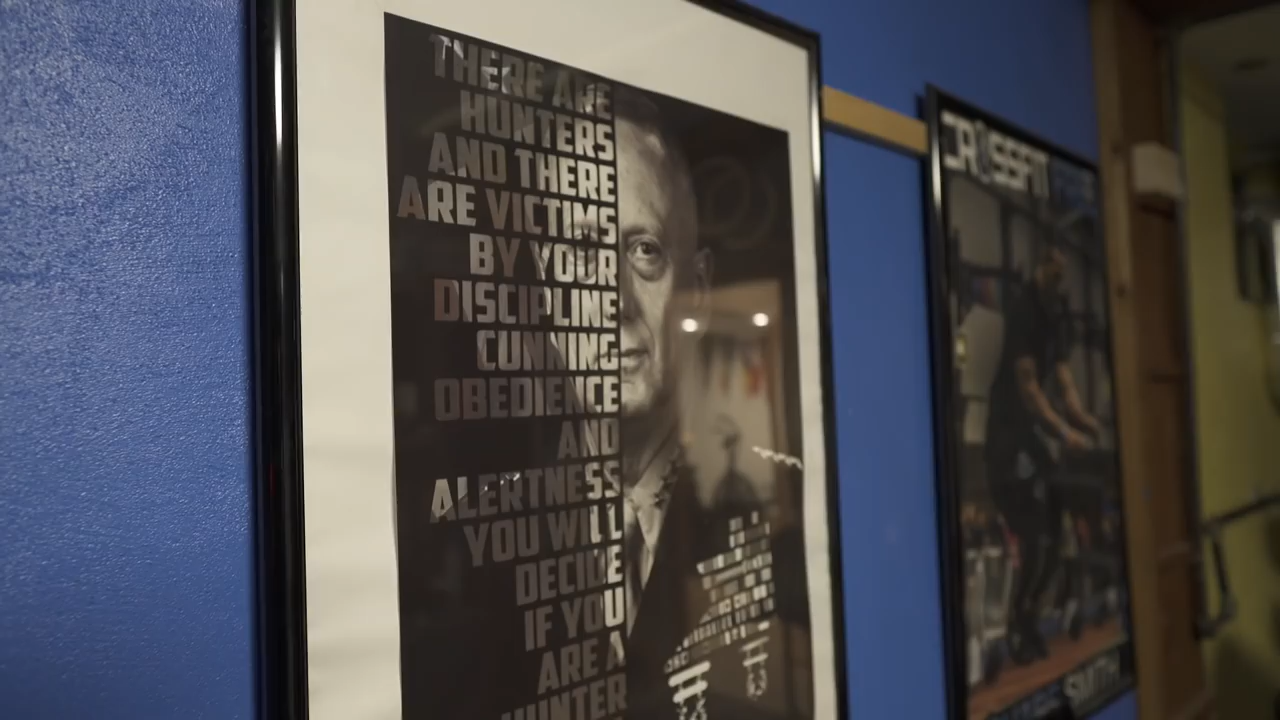 THERE ARE
HUNTERS
AND THERE
ARE VICTIMS
BY YOUR
DISCIPLINE
CUNNING
OBEDIENCE
AND
ALERTNESS
YOU WILL
DECIDE
IF YOU
ARE A
HUNTER
CROSSFIT
SMITH